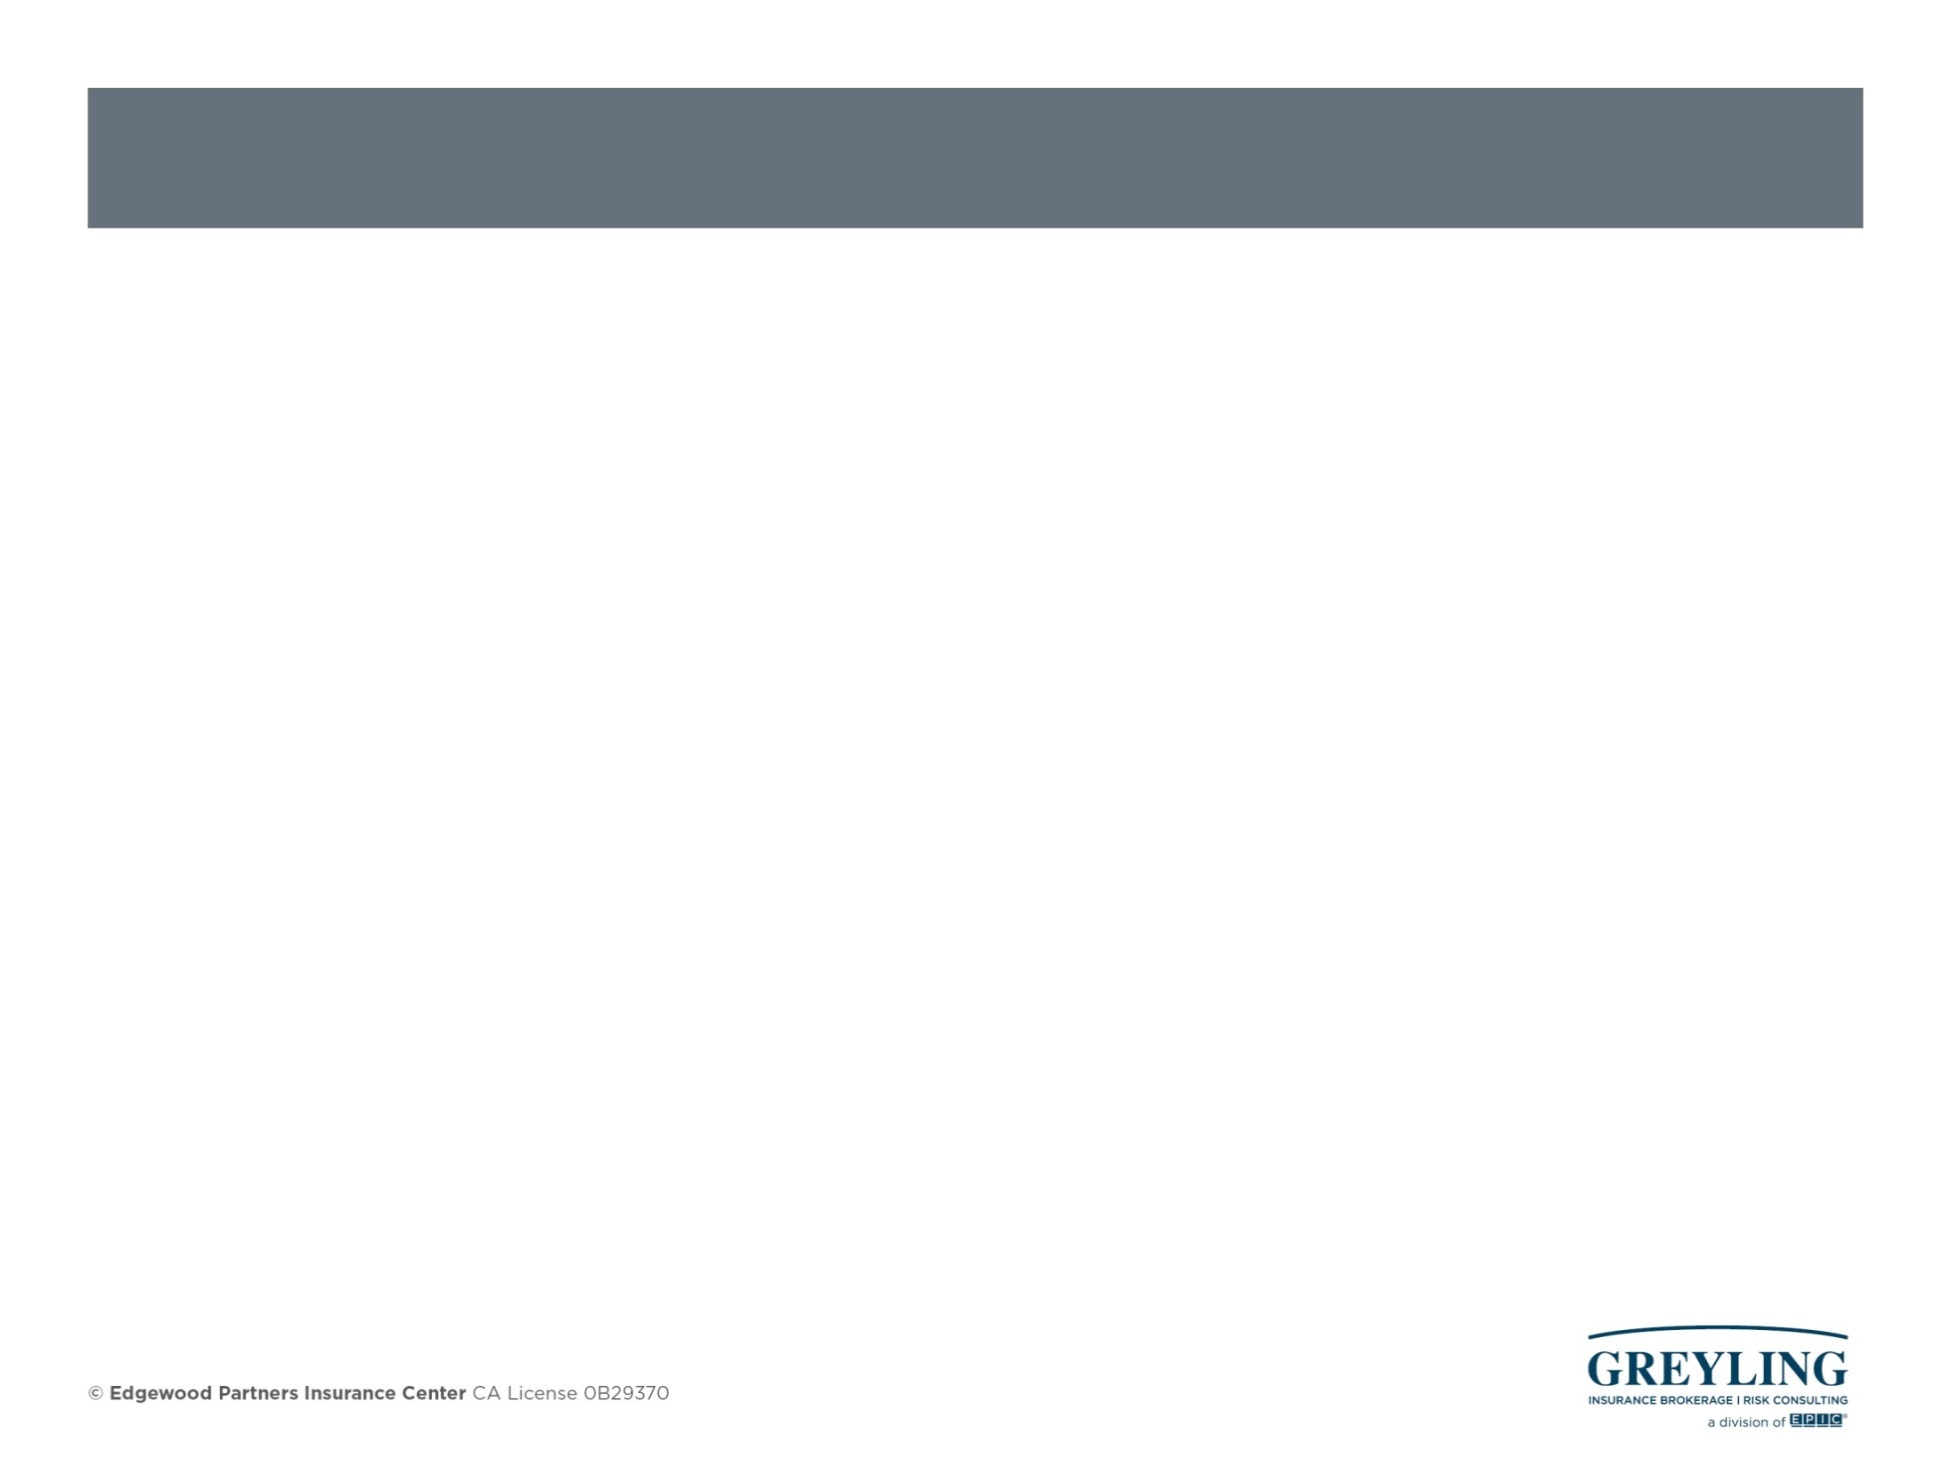 © Edgewood Partners Insurance Center CA License 0B29370
GREYLING
INSURANCE BROKERAGE | RISK CONSULTING
a division of EPIC®